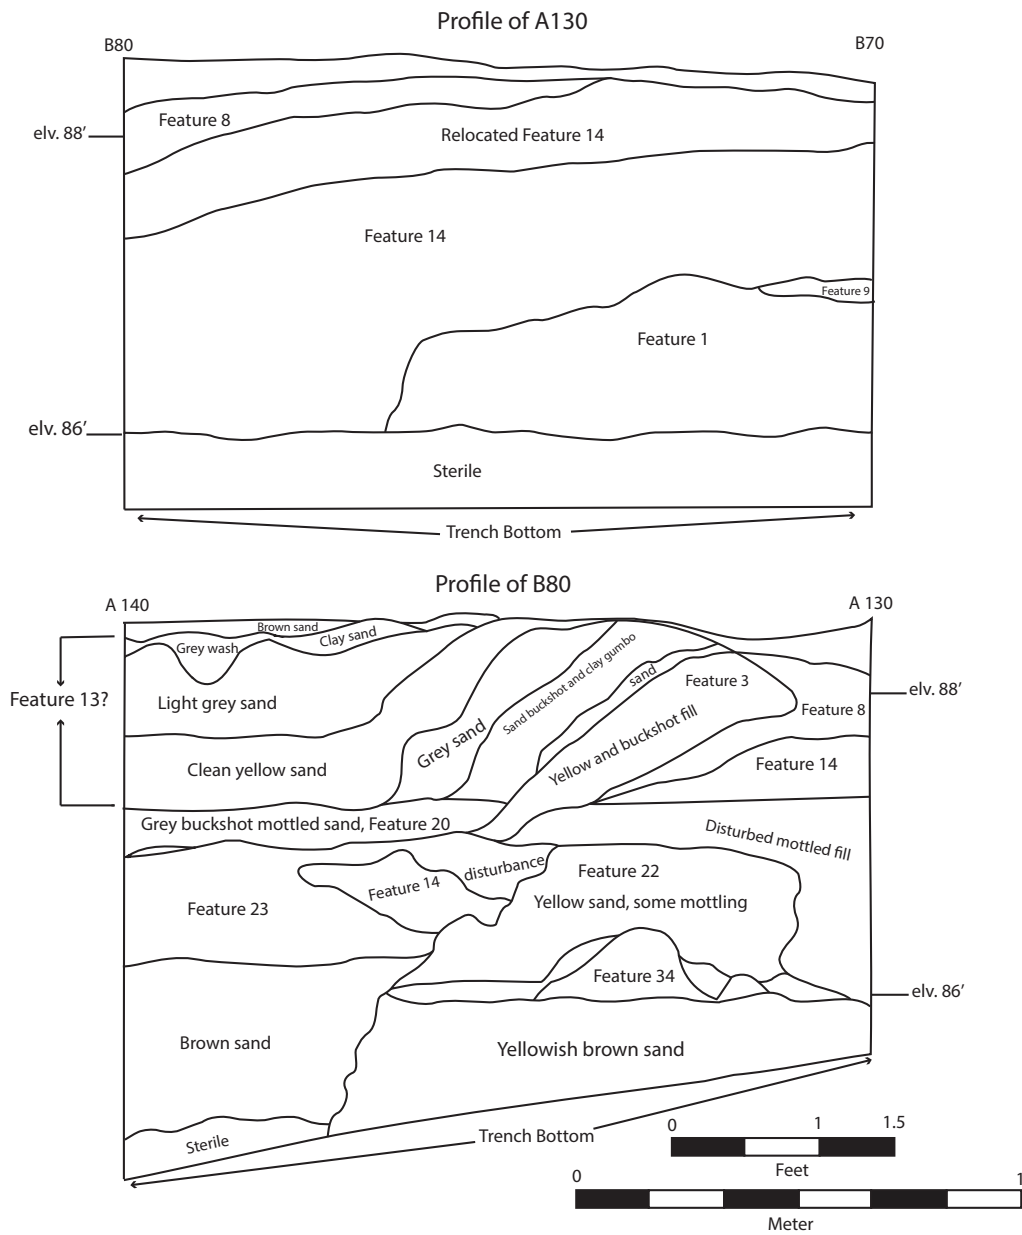 Profile of A130
B80
B70
Feature 8
elv. 88’
Relocated Feature 14
Feature 14
Feature 9
Feature 1
elv. 86’
Sterile
Trench Bottom
Profile of B80
A 140
A 130
Brown sand
Clay sand
Grey wash
Sand buckshot and clay gumbo
sand
Feature 3
elv. 88’
Feature 13?
Light grey sand
Feature 8
Grey sand
Yellow and buckshot fill
Clean yellow sand
Feature 14
Grey buckshot mottled sand, Feature 20
Disturbed mottled fill
disturbance
Feature 14
Feature 22
Feature 23
Yellow sand, some mottling
Feature 34
elv. 86’
Brown sand
Yellowish brown sand
Sterile
Trench Bottom
0 1 1.5
Feet
0 1
Meter